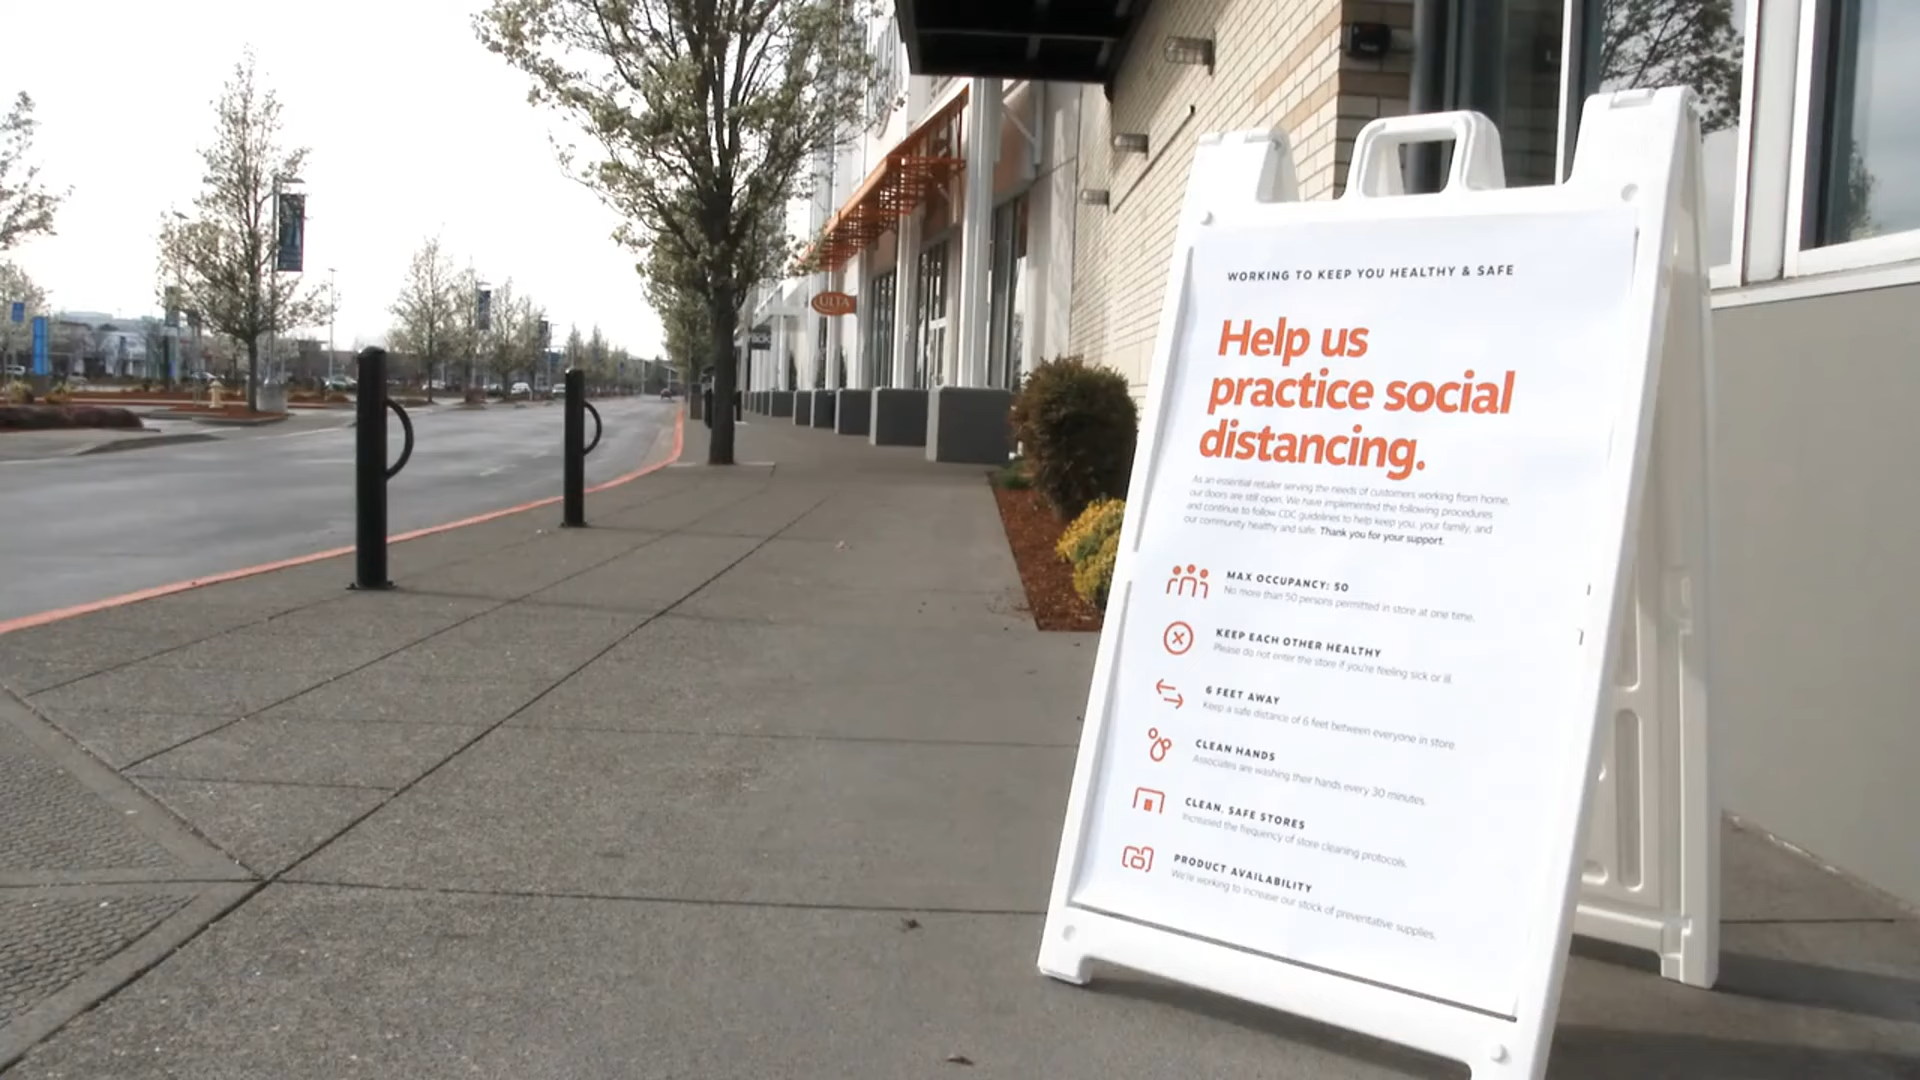 WORKING TO KEEP YOU HEALTHY & SAFE
Help us
practice social
distancing.
As an essential retailer serving the needs of customers working from home,
our doors are still open. We have implemented the following procedures
and continue to follow CDC guidelines to help keep you, your family, and
our community healthy and safe. Thank you for your support.
MAX OCCUPANCY: 50
No more than 50 persons permitted in store at one time.
KEEP EACH OTHER HEALTHY
Please do not enter the store if you're feeling sick or ill.
6 FEET AWAY
Keep a safe distance of 6 feet between everyone in store.
CLEAN HANDS
Associates are washing their hands every 30 minutes.
CLEAN, SAFE STORES
Increased the frequency of store cleaning protocols.
PRODUCT AVAILABILITY
We're working to increase our stock of preventative supplies.
ULTA
rack